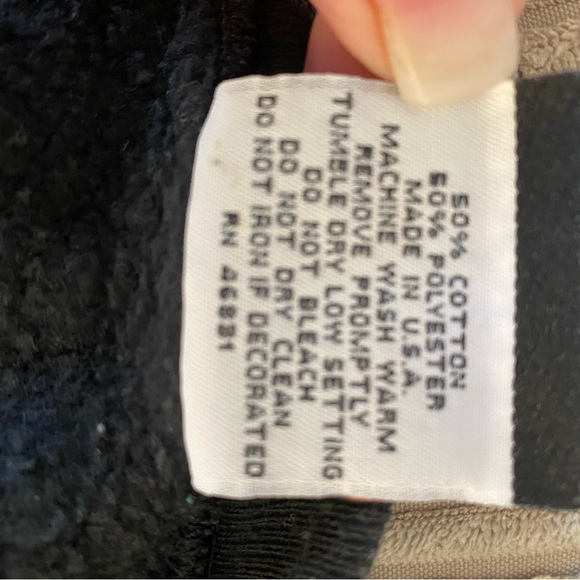 50% COTTON
50% POLYESTER
MADE IN U.S.A.
MACHINE WASH WARM
REMOVE PROMPTLY
TUMBLE DRY LOW SETTING
DO NOT BLEACH
DO NOT DRY CLEAN
DO NOT IRON IF DECORATED
RN 46831